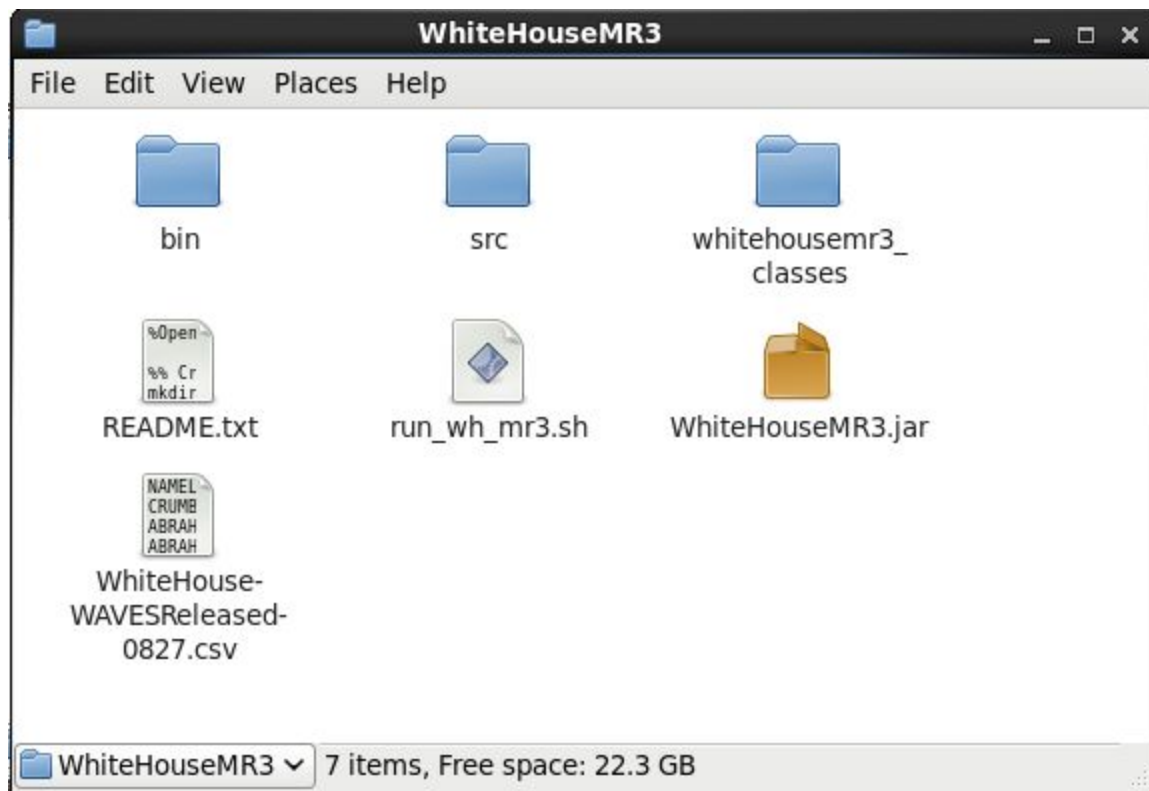 WhiteHouseMR3
File Edit View Places Help
bin
src
whitehousemr3_
classes
%Open
%% Cr
mkdir
README.txt
run_wh_mr3.sh
WhiteHouseMR3.jar
NAMEL
CRUMB
ABRAH
ABRAH
WhiteHouse-
WAVESReleased-
0827.csv
WhiteHouseMR3 7 items, Free space: 22.3 GB